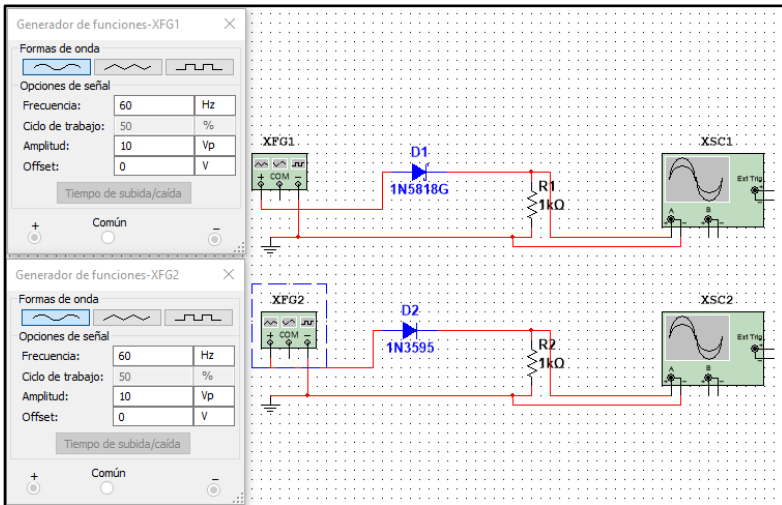 Generador de funciones-XFG1
Formas de onda
Opciones de señal
Frecuencia: 60 Hz
Ciclo de trabajo: 50 %
Amplitud: 10 Vp
Offset: 0 V
Tiempo de subida/caída
+ Común −
XFG1
+ COM −
D1
1N5818G
R1
1kΩ
XSC1
Ext Trig
+
−
A B
+ − + −
Generador de funciones-XFG2
Formas de onda
Opciones de señal
Frecuencia: 60 Hz
Ciclo de trabajo: 50 %
Amplitud: 10 Vp
Offset: 0 V
Tiempo de subida/caída
+ Común −
XFG2
+ COM −
D2
1N3595
R2
1kΩ
XSC2
Ext Trig
+
−
A B
+ − + −